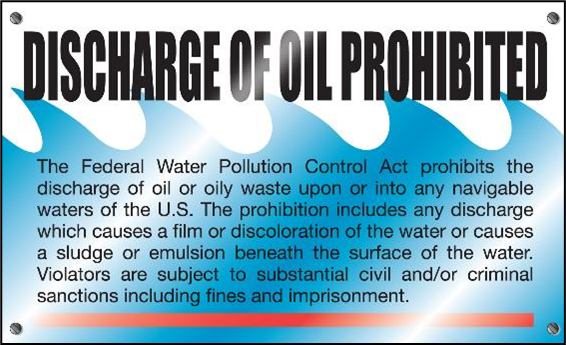 DISCHARGE OF OIL PROHIBITED
The Federal Water Pollution Control Act prohibits the
discharge of oil or oily waste upon or into any navigable
waters of the U.S. The prohibition includes any discharge
which causes a film or discoloration of the water or causes
a sludge or emulsion beneath the surface of the water.
Violators are subject to substantial civil and/or criminal
sanctions including fines and imprisonment.